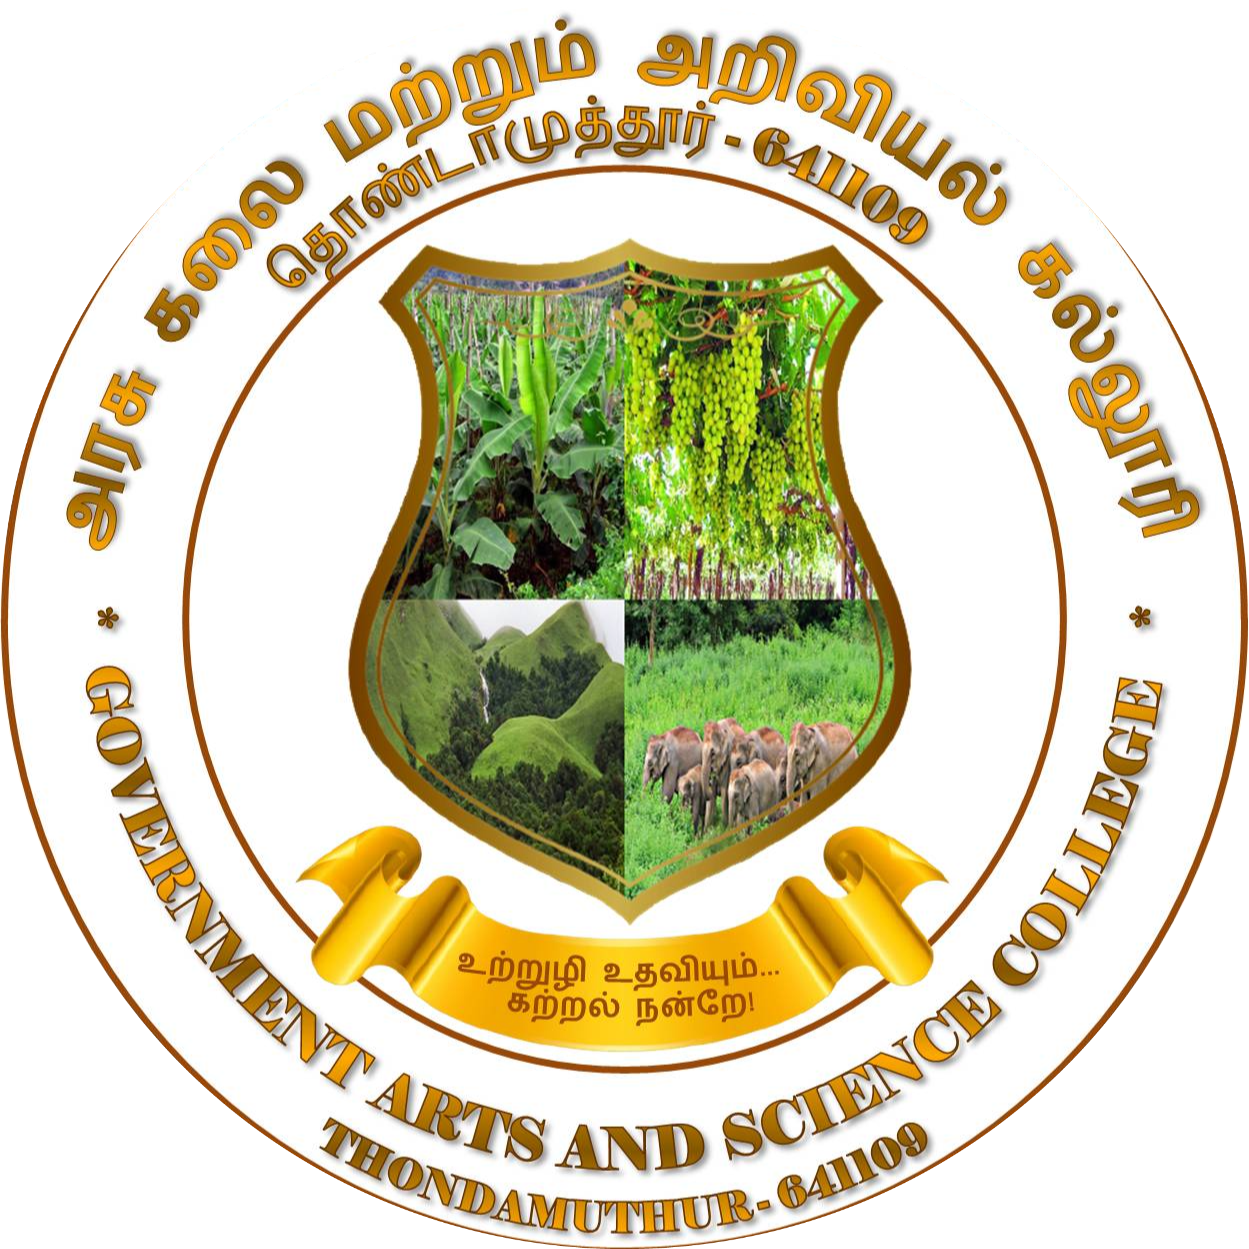 அரசு கலை மற்றும் அறிவியல் கல்லூரி
தொண்டாமுத்தூர் - 641109
உற்றுழி உதவியும்...
கற்றல் நன்றே!
* GOVERNMENT ARTS AND SCIENCE COLLEGE *
THONDAMUTHUR - 641109